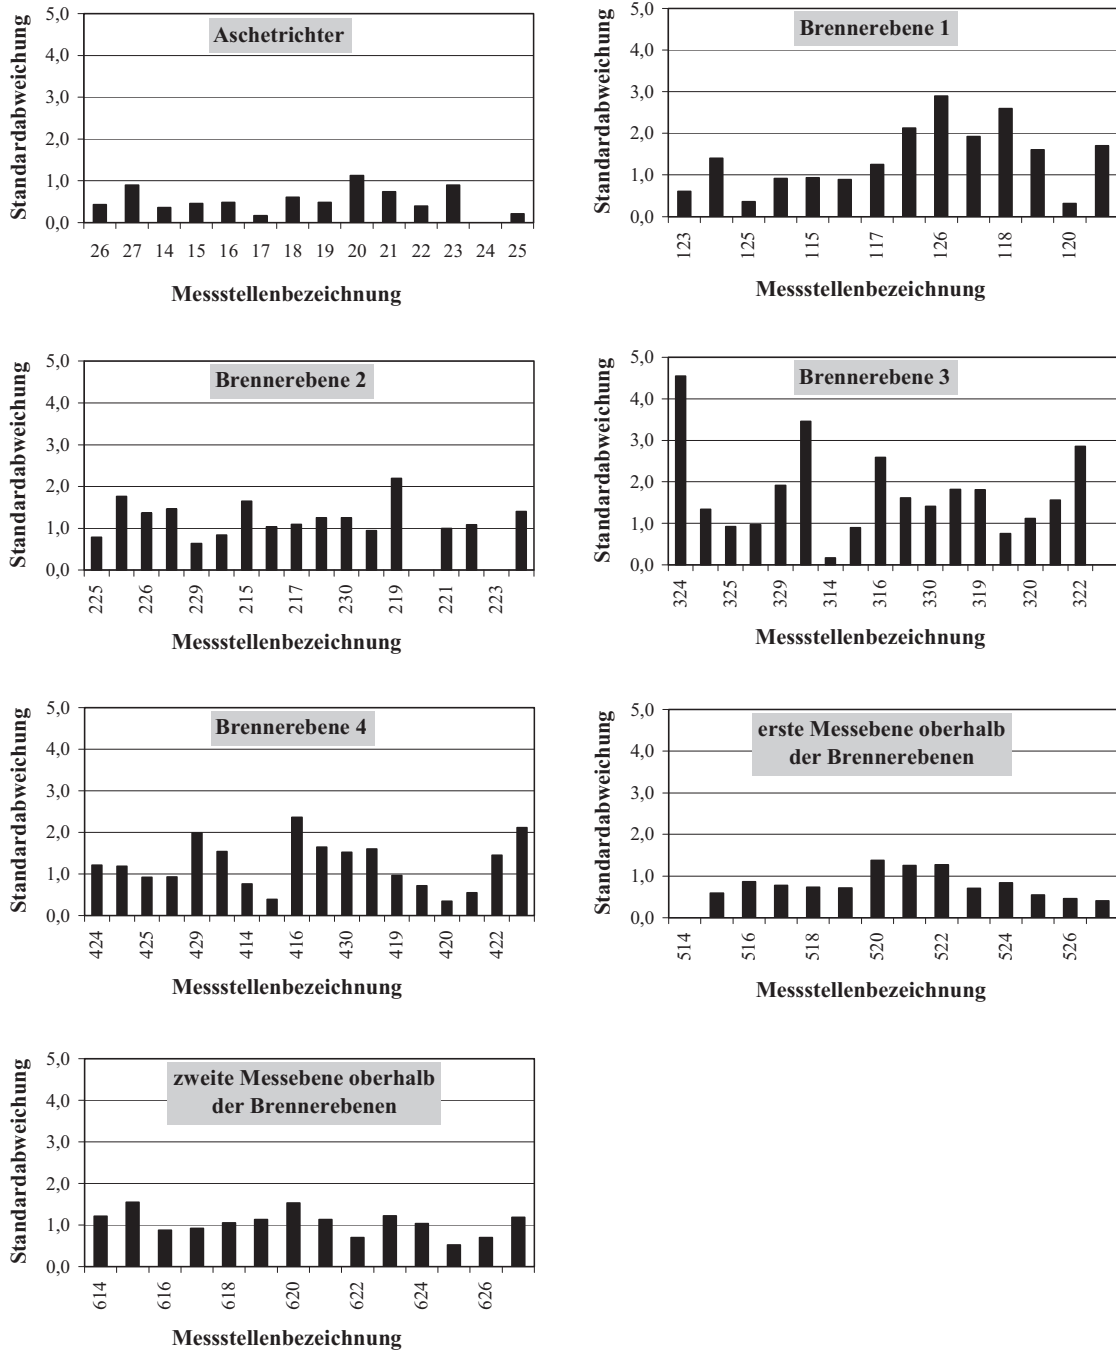 Aschetrichter
Standardabweichung
5,0
4,0
3,0
2,0
1,0
0,0
26 27 14 15 16 17 18 19 20 21 22 23 24 25
Messstellenbezeichnung
Brennerebene 1
Standardabweichung
5,0
4,0
3,0
2,0
1,0
0,0
123 125 115 117 126 118 120
Messstellenbezeichnung
Brennerebene 2
Standardabweichung
5,0
4,0
3,0
2,0
1,0
0,0
225 226 229 215 217 230 219 221 223
Messstellenbezeichnung
Brennerebene 3
Standardabweichung
5,0
4,0
3,0
2,0
1,0
0,0
324 325 329 314 316 330 319 320 322
Messstellenbezeichnung
Brennerebene 4
Standardabweichung
5,0
4,0
3,0
2,0
1,0
0,0
424 425 429 414 416 430 419 420 422
Messstellenbezeichnung
erste Messebene oberhalb
der Brennerebenen
Standardabweichung
5,0
4,0
3,0
2,0
1,0
0,0
514 516 518 520 522 524 526
Messstellenbezeichnung
zweite Messebene oberhalb
der Brennerebenen
Standardabweichung
5,0
4,0
3,0
2,0
1,0
0,0
614 616 618 620 622 624 626
Messstellenbezeichnung